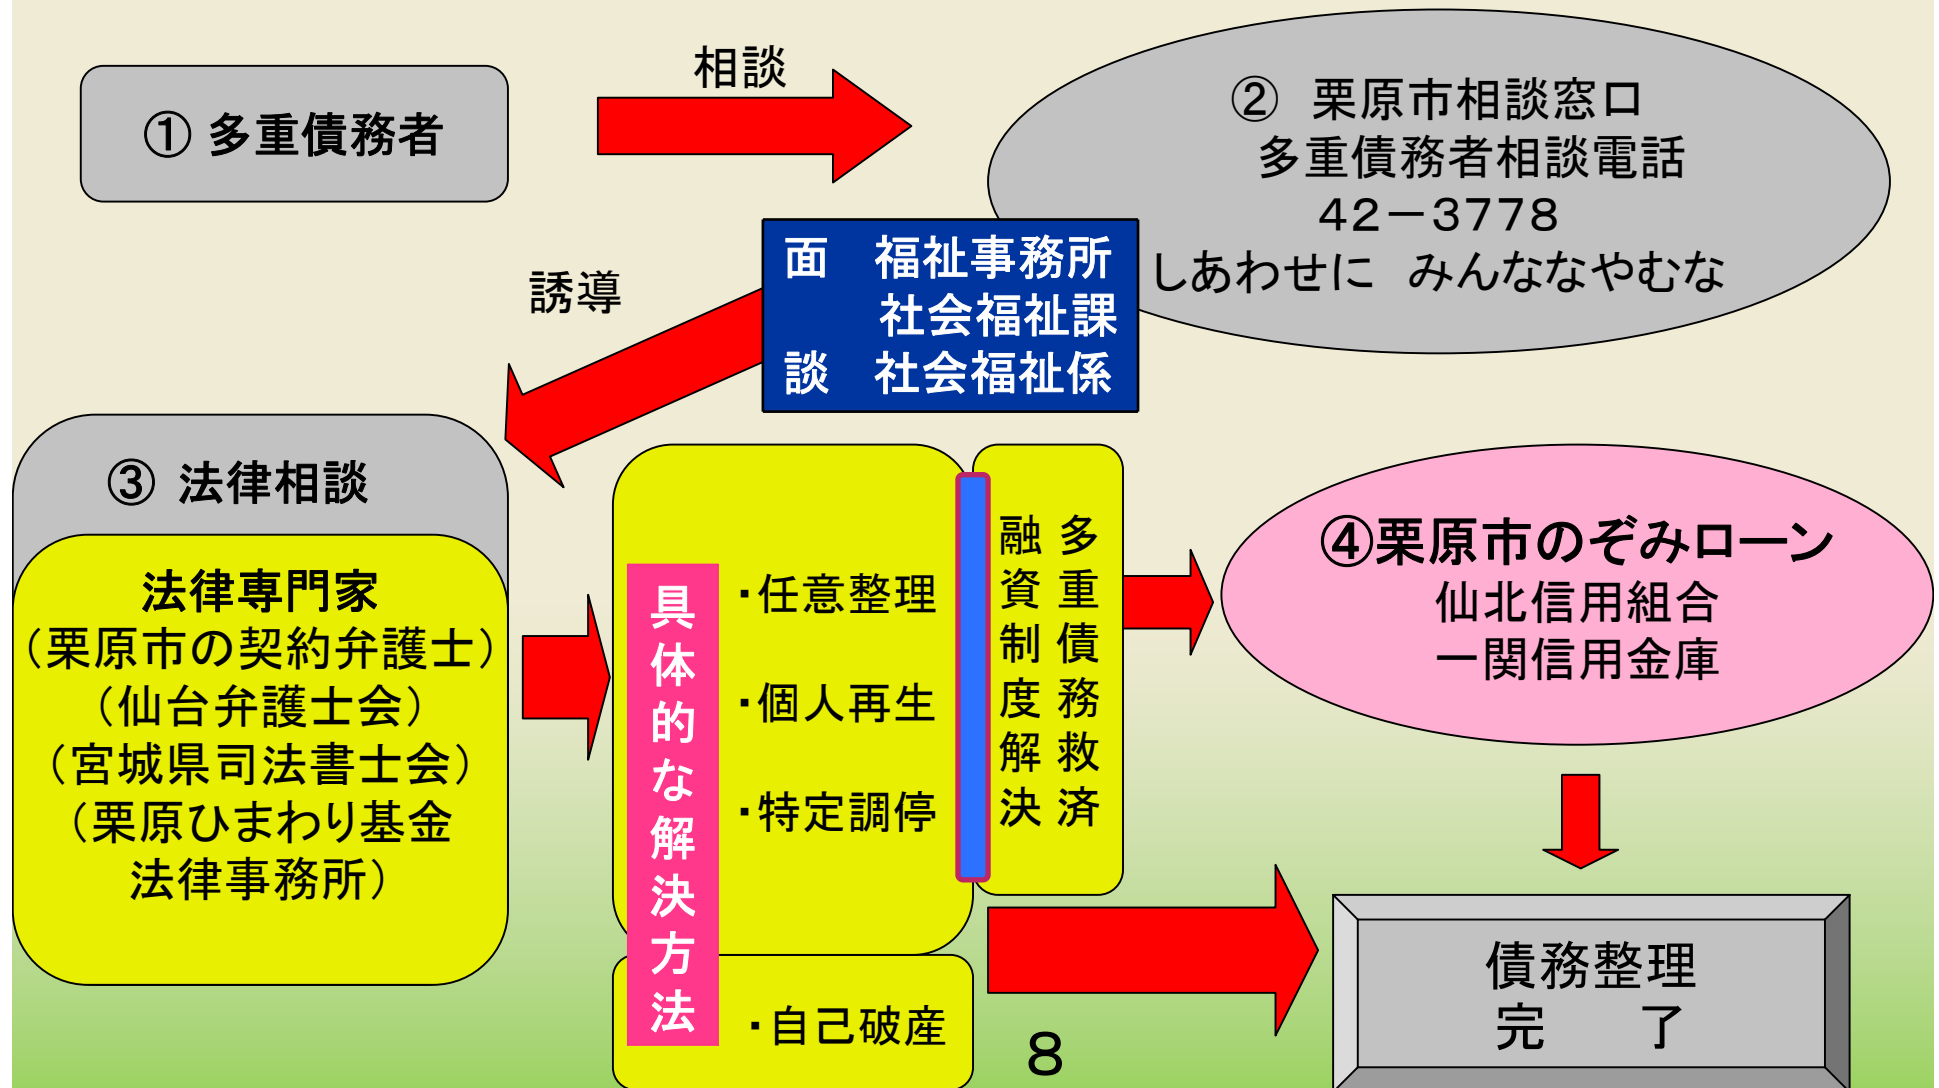 ① 多重債務者
相談
② 栗原市相談窓口
多重債務者相談電話
42－3778
しあわせに みんななやむな
面 福祉事務所
社会福祉課
談 社会福祉係
誘導
③ 法律相談
法律専門家
（栗原市の契約弁護士）
（仙台弁護士会）
（宮城県司法書士会）
（栗原ひまわり基金
法律事務所）
具体的な解決方法
・任意整理
・個人再生
・特定調停
・自己破産
多重債務救済
融資制度解決
④栗原市のぞみローン
仙北信用組合
一関信用金庫
債務整理
完 了
8